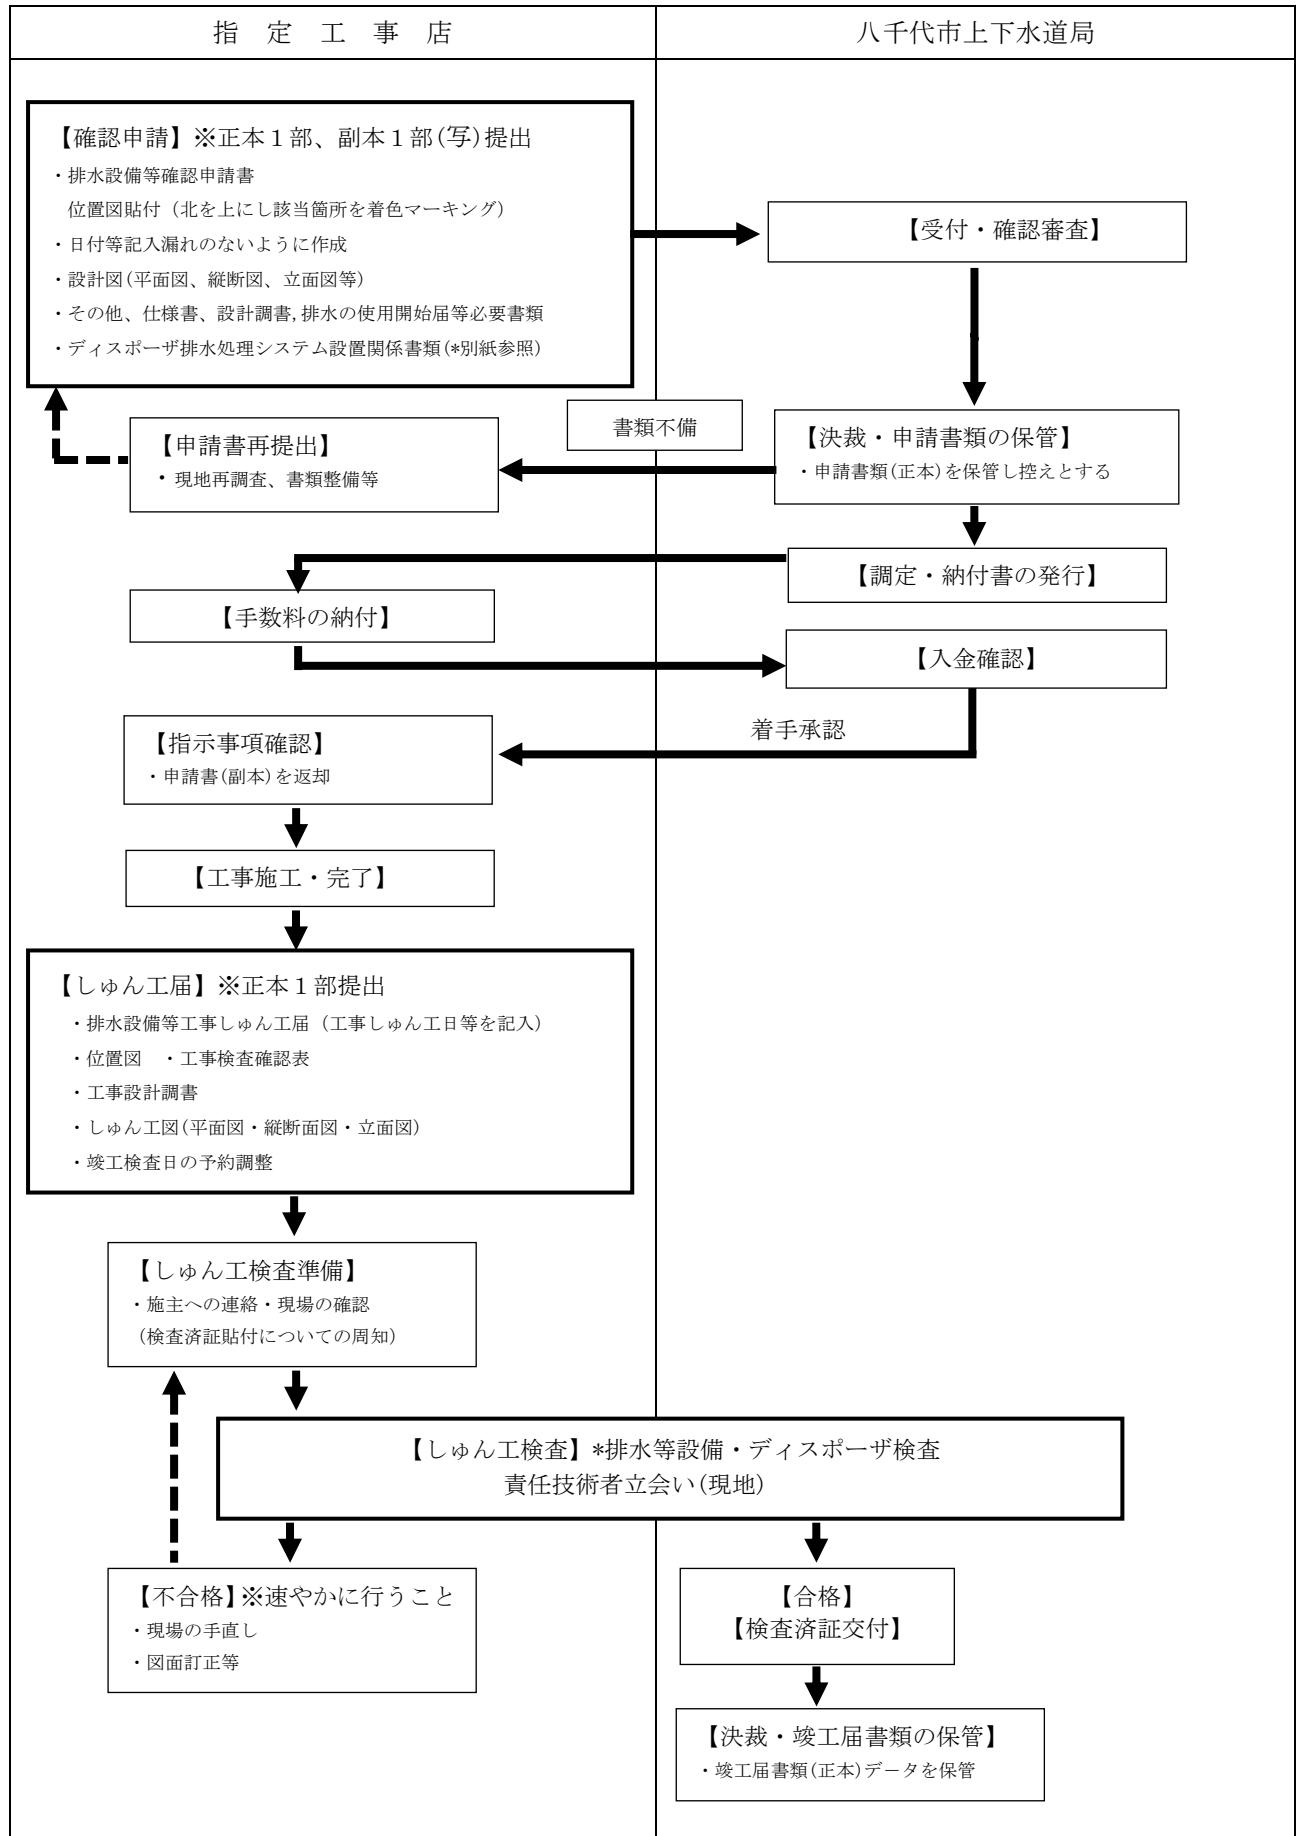 指 定 工 事 店
八千代市上下水道局
【確認申請】※正本１部、副本１部(写)提出
・排水設備等確認申請書
位置図貼付（北を上にし該当箇所を着色マーキング）
・日付等記入漏れのないように作成
・設計図(平面図、縦断図、立面図等)
・その他、仕様書、設計調書,排水の使用開始届等必要書類
・ディスポーザ排水処理システム設置関係書類(*別紙参照)
【受付・確認審査】
書類不備
【申請書再提出】
・現地再調査、書類整備等
【決裁・申請書類の保管】
・申請書類(正本)を保管し控えとする
【調定・納付書の発行】
【手数料の納付】
【入金確認】
着手承認
【指示事項確認】
・申請書(副本)を返却
【工事施工・完了】
【しゅん工届】※正本１部提出
・排水設備等工事しゅん工届（工事しゅん工日等を記入）
・位置図 ・工事検査確認表
・工事設計調書
・しゅん工図(平面図・縦断面図・立面図)
・竣工検査日の予約調整
【しゅん工検査準備】
・施主への連絡・現場の確認
(検査済証貼付についての周知)
【しゅん工検査】*排水等設備・ディスポーザ検査
責任技術者立会い(現地)
【不合格】※速やかに行うこと
・現場の手直し
・図面訂正等
【合格】
【検査済証交付】
【決裁・竣工届書類の保管】
・竣工届書類(正本)データを保管